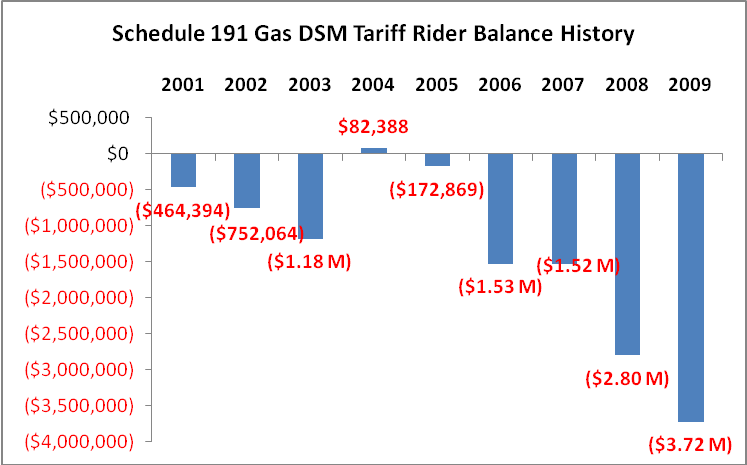 Schedule 191 Gas DSM Tariff Rider Balance History
2001 2002 2003 2004 2005 2006 2007 2008 2009
$500,000
$0
($500,000)
($1,000,000)
($1,500,000)
($2,000,000)
($2,500,000)
($3,000,000)
($3,500,000)
($4,000,000)
($464,394)
($752,064)
($1.18 M)
$82,388
($172,869)
($1.53 M)
($1.52 M)
($2.80 M)
($3.72 M)